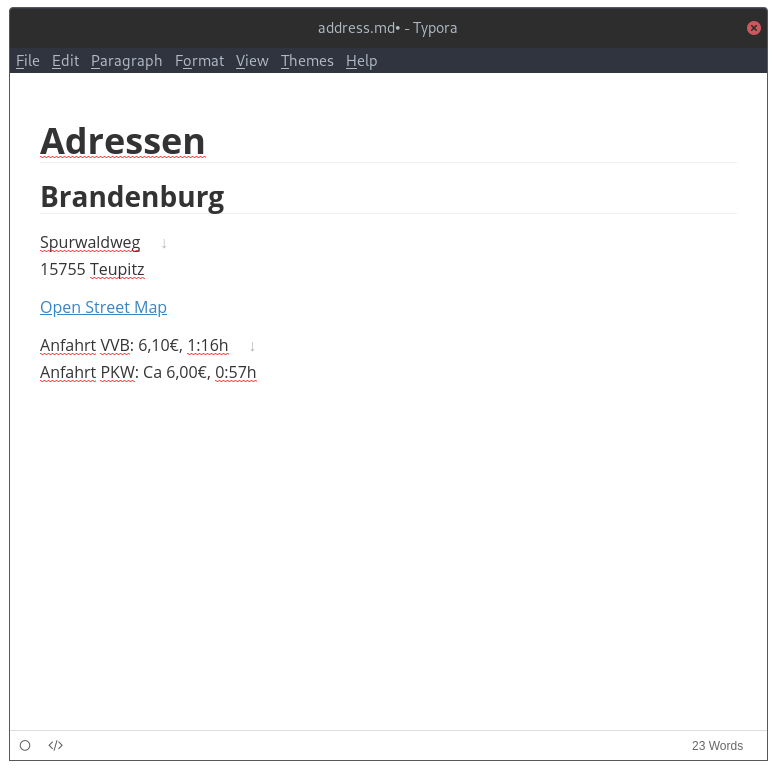 address.md• - Typora
File Edit Paragraph Format View Themes Help
Adressen
Brandenburg
Spurwaldweg ↓
15755 Teupitz
Open Street Map
Anfahrt VVB: 6,10€, 1:16h ↓
Anfahrt PKW: Ca 6,00€, 0:57h
</> 23 Words